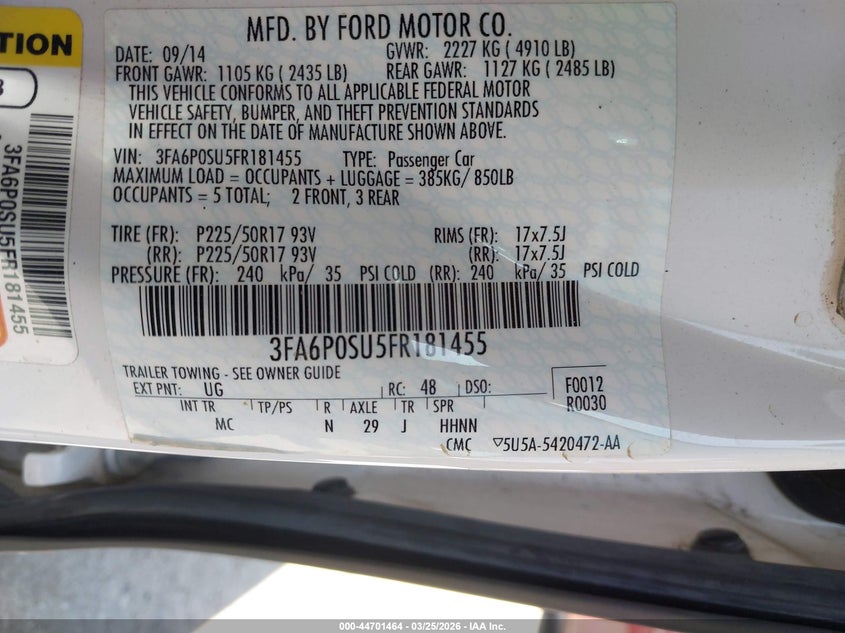 TION
3FA6P0SU5FR181455
MFD. BY FORD MOTOR CO.
DATE: 09/14 GVWR: 2227 KG ( 4910 LB)
FRONT GAWR: 1105 KG ( 2435 LB) REAR GAWR: 1127 KG ( 2485 LB)
THIS VEHICLE CONFORMS TO ALL APPLICABLE FEDERAL MOTOR
VEHICLE SAFETY, BUMPER, AND THEFT PREVENTION STANDARDS
IN EFFECT ON THE DATE OF MANUFACTURE SHOWN ABOVE.
VIN: 3FA6P0SU5FR181455 TYPE: Passenger Car
MAXIMUM LOAD = OCCUPANTS + LUGGAGE = 385KG/ 850LB
OCCUPANTS = 5 TOTAL; 2 FRONT, 3 REAR
TIRE (FR): P225/50R17 93V RIMS (FR): 17x7.5J
(RR): P225/50R17 93V (RR): 17x7.5J
PRESSURE (FR): 240 kPa/ 35 PSI COLD (RR): 240 kPa/ 35 PSI COLD
3FA6P0SU5FR181455
TRAILER TOWING - SEE OWNER GUIDE
EXT PNT: UG RC: 48 DSO: F0012
R0030
INT TR TP/PS R AXLE TR SPR
MC N 29 J HHNN
CMC ▽5U5A-5420472-AA
000-44701464 | 03/25/2026 | IAA Inc.